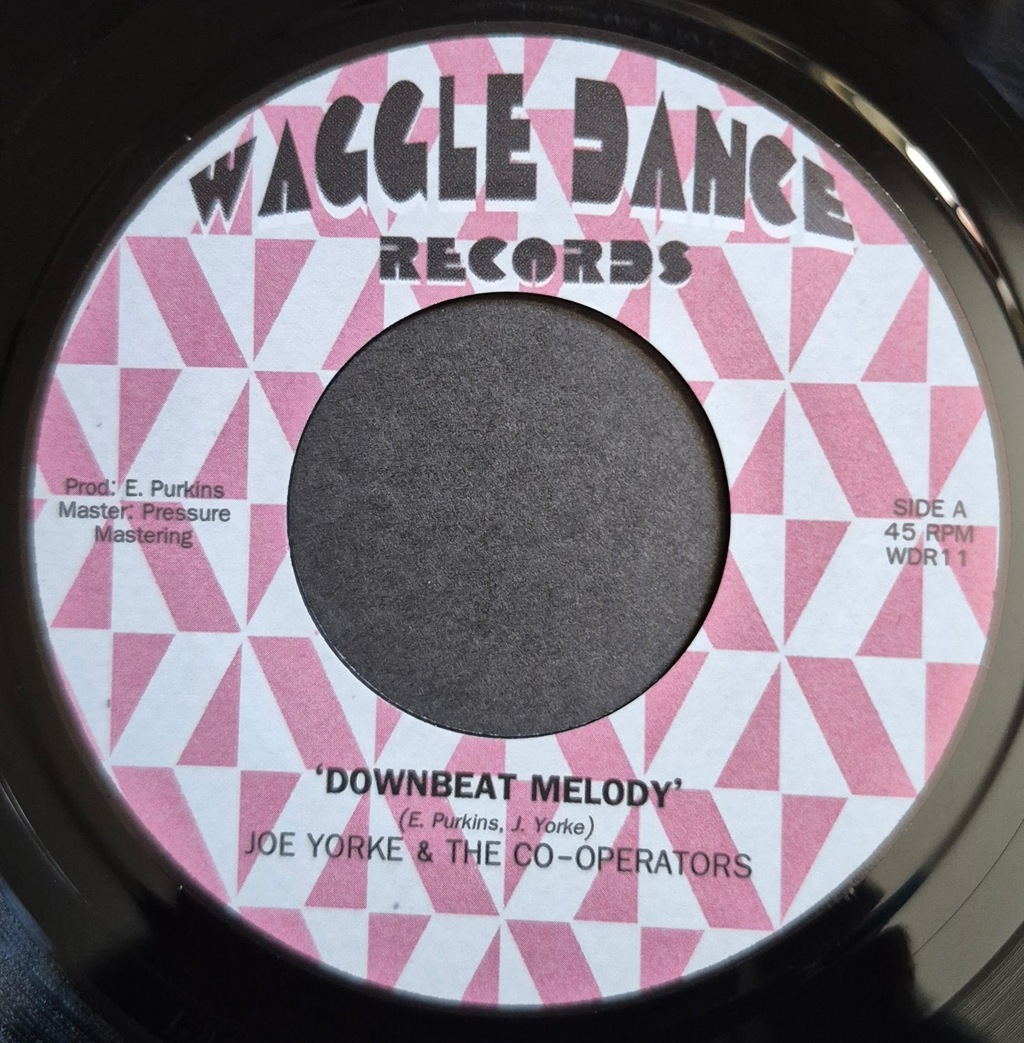 WAGGLE DANCE
RECORDS
Prod: E. Purkins
Master: Pressure
Mastering
SIDE A
45 RPM
WDR11
‘DOWNBEAT MELODY’
(E. Purkins, J. Yorke)
JOE YORKE & THE CO-OPERATORS